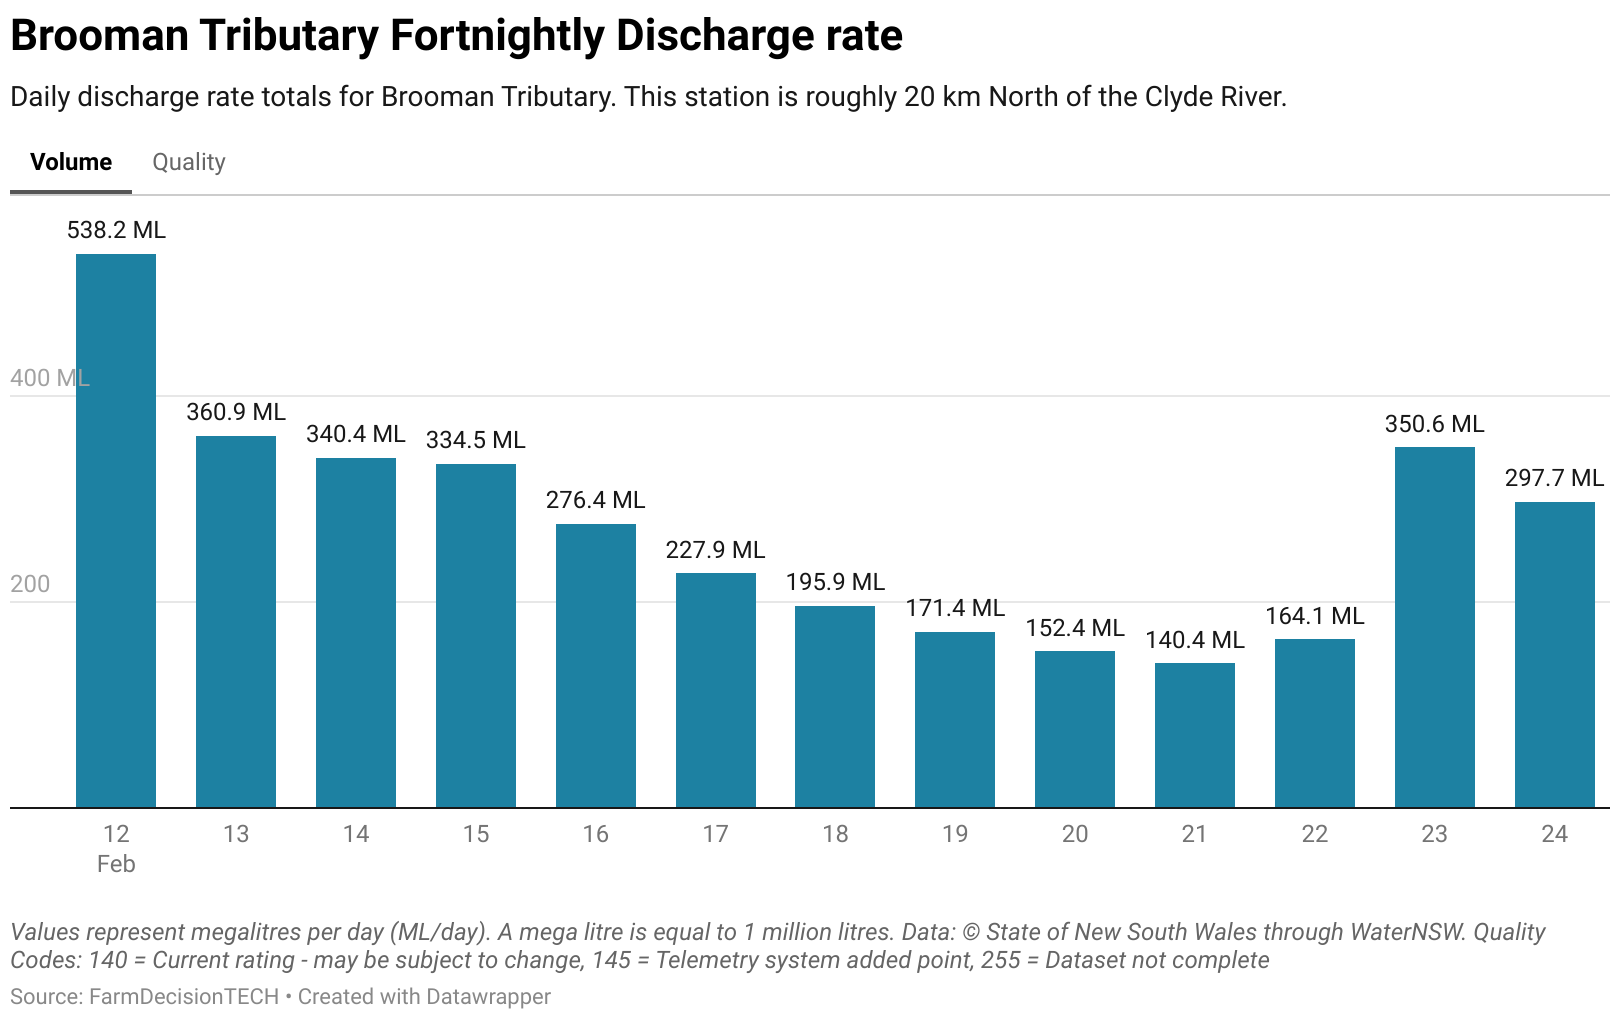 Brooman Tributary Fortnightly Discharge rate
Daily discharge rate totals for Brooman Tributary. This station is roughly 20 km North of the Clyde River.
Volume Quality
538.2 ML
400 ML
360.9 ML 340.4 ML 334.5 ML 350.6 ML
276.4 ML 297.7 ML
227.9 ML
200 195.9 ML
171.4 ML 152.4 ML 140.4 ML 164.1 ML
12 13 14 15 16 17 18 19 20 21 22 23 24
Feb
Values represent megalitres per day (ML/day). A mega litre is equal to 1 million litres. Data: © State of New South Wales through WaterNSW. Quality
Codes: 140 = Current rating - may be subject to change, 145 = Telemetry system added point, 255 = Dataset not complete
Source: FarmDecisionTECH • Created with Datawrapper